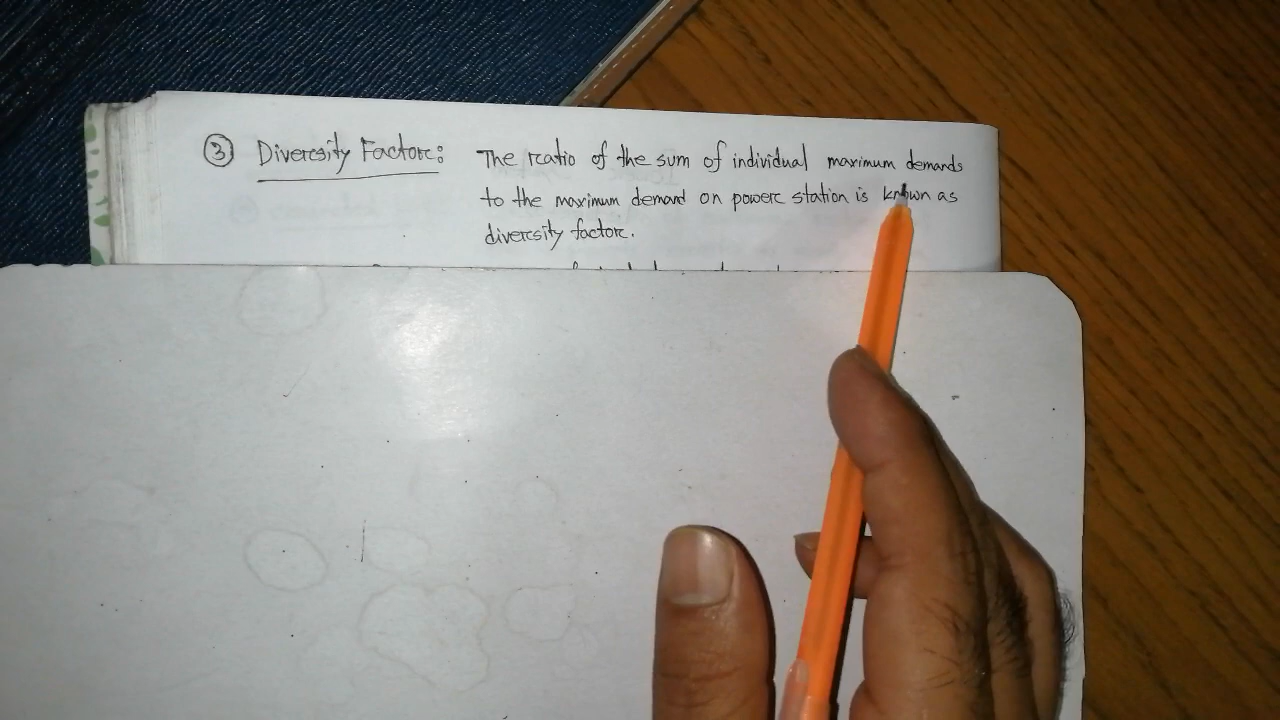 ③ Diversity Factor: The ratio of the sum of individual maximum demands
to the maximum demand on power station is known as
diversity factor.